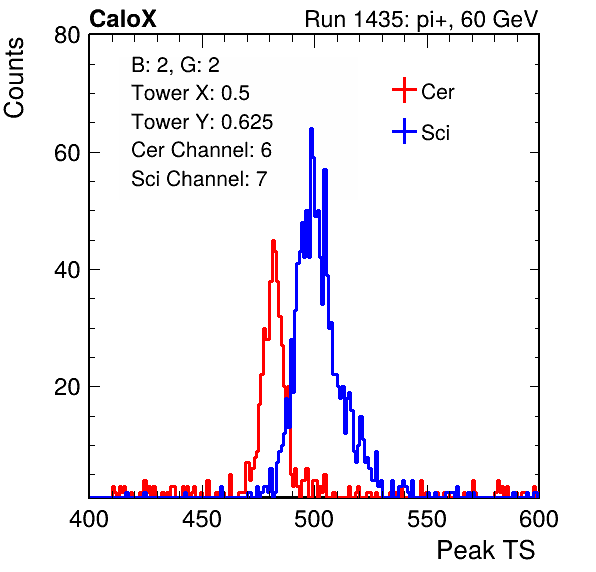 CaloX Run 1435: pi+, 60 GeV
Counts
80
60
40
20
B: 2, G: 2
Tower X: 0.5
Tower Y: 0.625
Cer Channel: 6
Sci Channel: 7
Cer
Sci
400 450 500 550 600
Peak TS